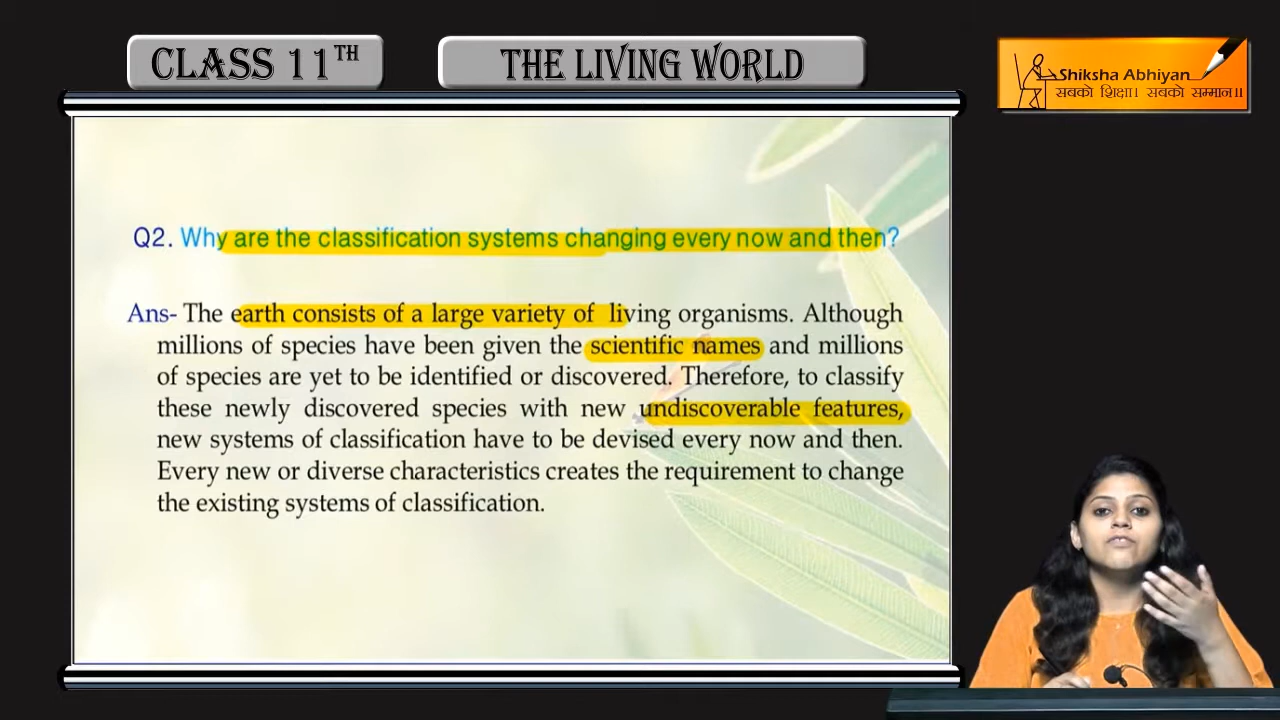 CLASS 11TH
THE LIVING WORLD
Shiksha Abhiyan
सबको शिक्षा। सबको सम्मान।।
Q2. Why are the classification systems changing every now and then?
Ans- The earth consists of a large variety of living organisms. Although
millions of species have been given the scientific names and millions
of species are yet to be identified or discovered. Therefore, to classify
these newly discovered species with new undiscoverable features,
new systems of classification have to be devised every now and then.
Every new or diverse characteristics creates the requirement to change
the existing systems of classification.